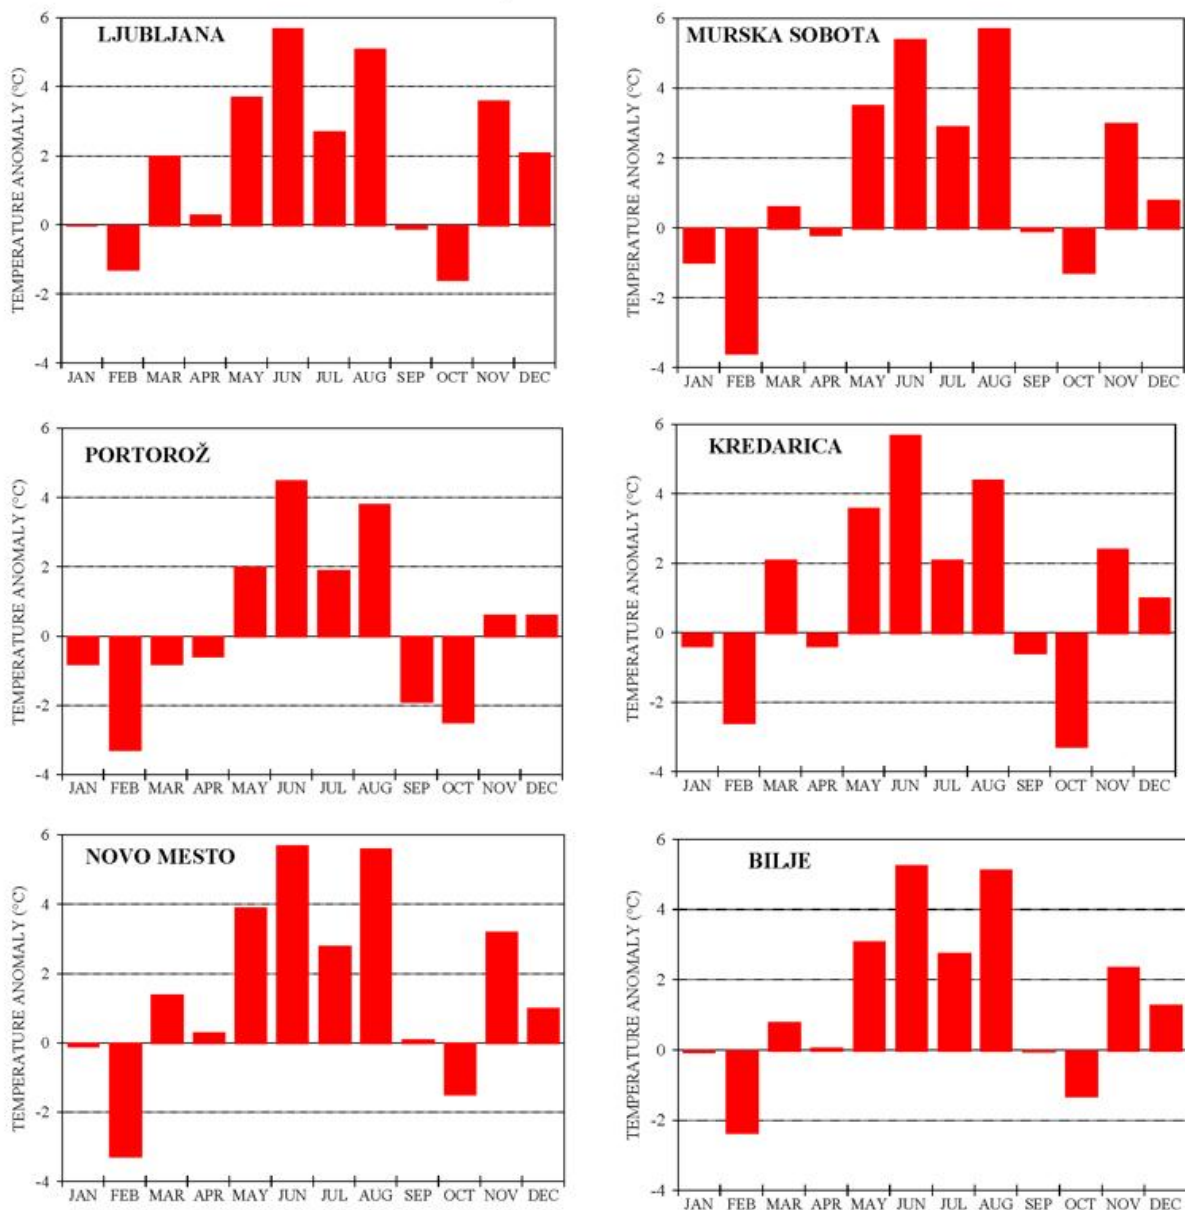 LJUBLJANA
TEMPERATURE ANOMALY (°C)
6
4
2
0
-2
-4
JAN FEB MAR APR MAY JUN JUL AUG SEP OCT NOV DEC
MURSKA SOBOTA
TEMPERATURE ANOMALY (°C)
6
4
2
0
-2
-4
JAN FEB MAR APR MAY JUN JUL AUG SEP OCT NOV DEC
PORTOROŽ
TEMPERATURE ANOMALY (°C)
6
4
2
0
-2
-4
JAN FEB MAR APR MAY JUN JUL AUG SEP OCT NOV DEC
KREDARICA
TEMPERATURE ANOMALY (°C)
6
4
2
0
-2
-4
JAN FEB MAR APR MAY JUN JUL AUG SEP OCT NOV DEC
NOVO MESTO
TEMPERATURE ANOMALY (°C)
6
4
2
0
-2
-4
JAN FEB MAR APR MAY JUN JUL AUG SEP OCT NOV DEC
BILJE
TEMPERATURE ANOMALY (°C)
6
4
2
0
-2
-4
JAN FEB MAR APR MAY JUN JUL AUG SEP OCT NOV DEC